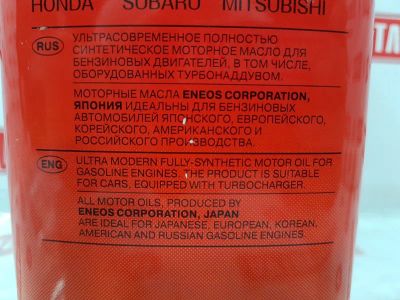 HONDA SUBARU MITSUBISHI
RUS УЛЬТРАСОВРЕМЕННОЕ ПОЛНОСТЬЮ
СИНТЕТИЧЕСКОЕ МОТОРНОЕ МАСЛО ДЛЯ
БЕНЗИНОВЫХ ДВИГАТЕЛЕЙ, В ТОМ ЧИСЛЕ,
ОБОРУДОВАННЫХ ТУРБОНАДДУВОМ.
МОТОРНЫЕ МАСЛА ENEOS CORPORATION,
ЯПОНИЯ ИДЕАЛЬНЫ ДЛЯ БЕНЗИНОВЫХ
АВТОМОБИЛЕЙ ЯПОНСКОГО, ЕВРОПЕЙСКОГО,
КОРЕЙСКОГО, АМЕРИКАНСКОГО И
РОССИЙСКОГО ПРОИЗВОДСТВА.
ENG ULTRA MODERN FULLY-SYNTHETIC MOTOR OIL FOR
GASOLINE ENGINES. THE PRODUCT IS SUITABLE
FOR CARS, EQUIPPED WITH TURBOCHARGER.
ALL MOTOR OILS, PRODUCED BY
ENEOS CORPORATION, JAPAN
ARE IDEAL FOR JAPANESE, EUROPEAN, KOREAN,
AMERICAN AND RUSSIAN GASOLINE ENGINES.